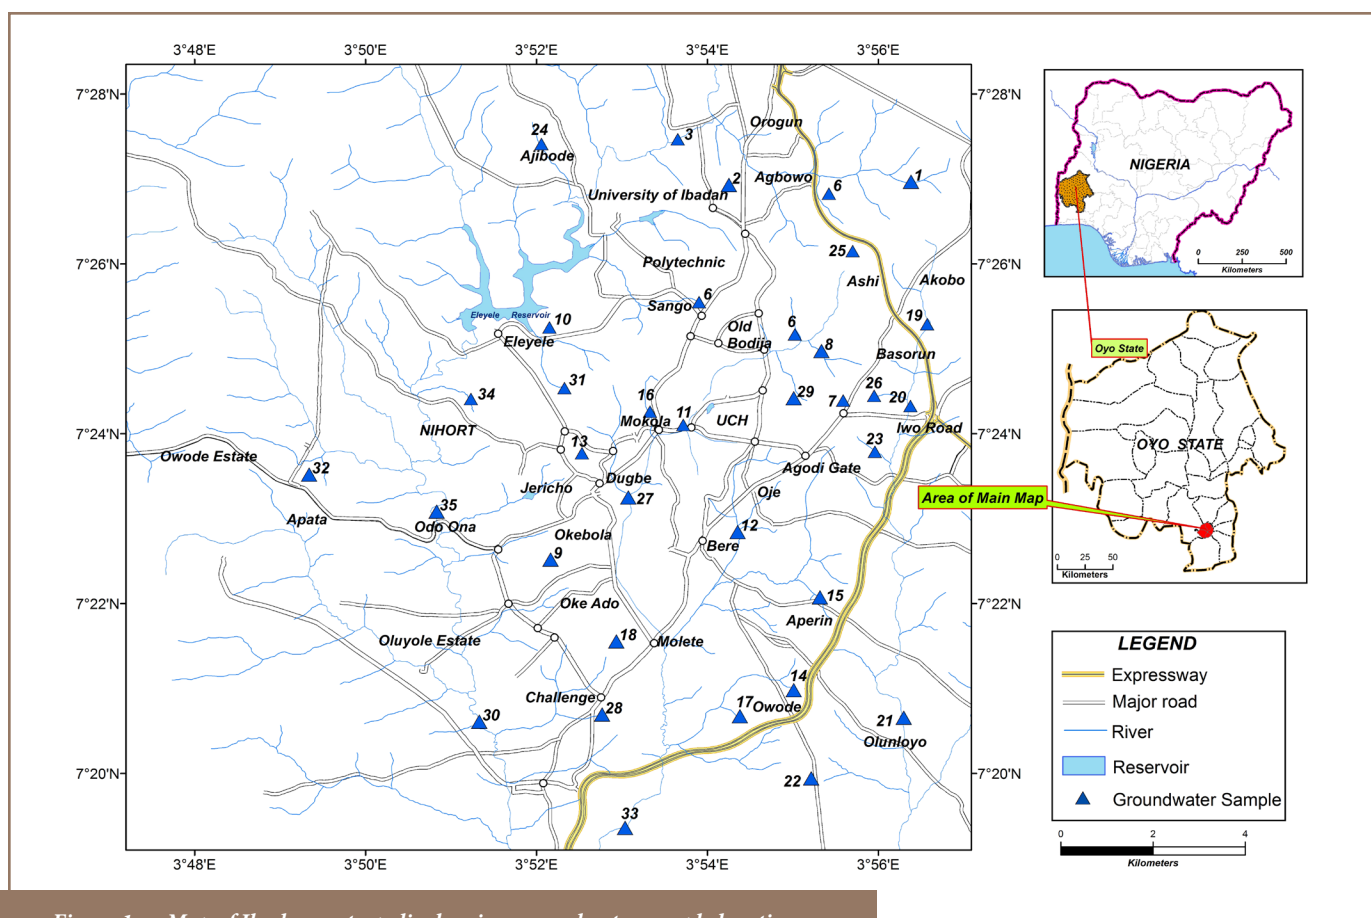 3°48'E 3°50'E 3°52'E 3°54'E 3°56'E
7°28'N 7°28'N
Orogun
24
Ajibode
3
2
Agbowo
6
1
University of Ibadan
25
7°26'N 7°26'N
Polytechnic
Ashi
Akobo
Sango
6
Eleyele Reservoir
10
Eleyele
Old
Bodija
6
8
19
Basorun
31
34
16
11
Mokola
UCH
29
7
26
20
NIHORT
7°24'N 7°24'N
Iwo Road
13
23
Owode Estate
32
Agodi Gate
Dugbe
Jericho
27
Oje
35
Apata
Odo Ona
Okebola
12
Bere
9
7°22'N 7°22'N
Oke Ado
15
Aperin
Oluyole Estate
18
Molete
14
Challenge
28
17
Owode
30
21
Olunloyo
7°20'N 7°20'N
22
33
3°48'E 3°50'E 3°52'E 3°54'E 3°56'E
NIGERIA
0 250 500
Kilometers
Oyo State
OYO STATE
Area of Main Map
0 25 50
Kilometers
LEGEND
Expressway
Major road
River
Reservoir
Groundwater Sample
0 2 4
Kilometers